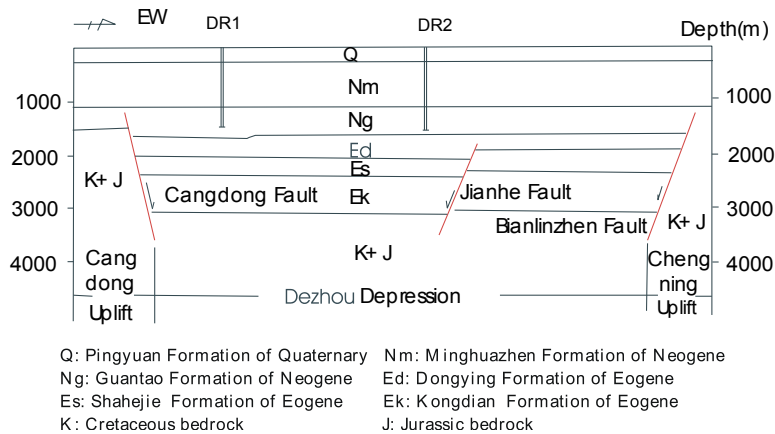 EW
DR1
DR2
Depth(m)
Q
Nm
1000
1000
Ng
Ed
2000
2000
Es
K+ J
Cangdong Fault
Ek
Jianhe Fault
3000
3000
Bianlinzhen Fault
K+ J
K+ J
4000
4000
Cang
dong
Uplift
Cheng
ning
Uplift
Dezhou Depression
Q: Pingyuan Formation of Quaternary
Nm: Minghuazhen Formation of Neogene
Ng: Guantao Formation of Neogene
Ed: Dongying Formation of Eogene
Es: Shahejie Formation of Eogene
Ek: Kongdian Formation of Eogene
K: Cretaceous bedrock
J: Jurassic bedrock